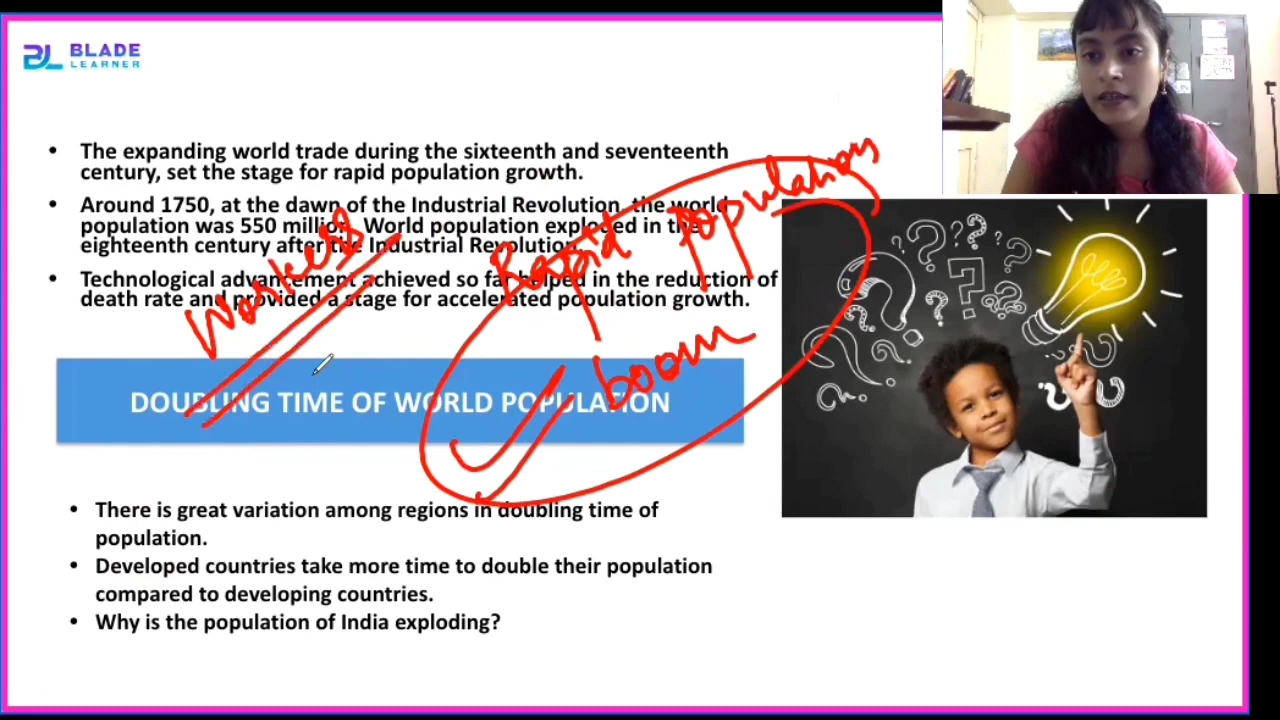 BLADE
LEARNER
• The expanding world trade during the sixteenth and seventeenth
century, set the stage for rapid population growth.
• Around 1750, at the dawn of the Industrial Revolution, the world
population was 550 million. World population exploded in the
eighteenth century after the Industrial Revolution.
• Technological advancement achieved so far helped in the reduction of
death rate and provided a stage for accelerated population growth.
Workers
Rapid population
boom
DOUBLING TIME OF WORLD POPULATION
• There is great variation among regions in doubling time of
population.
• Developed countries take more time to double their population
compared to developing countries.
• Why is the population of India exploding?